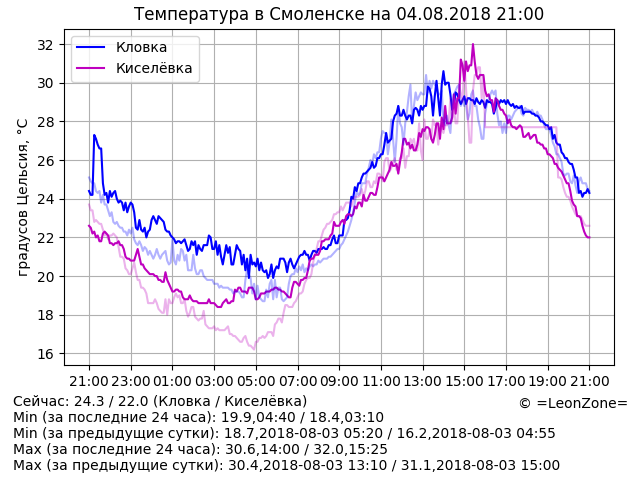 Температура в Смоленске на 04.08.2018 21:00
Кловка
Киселёвка
градусов Цельсия, °C
32
30
28
26
24
22
20
18
16
21:00 23:00 01:00 03:00 05:00 07:00 09:00 11:00 13:00 15:00 17:00 19:00 21:00
Сейчас: 24.3 / 22.0 (Кловка / Киселёвка)
© =LeonZone=
Min (за последние 24 часа): 19.9,04:40 / 18.4,03:10
Min (за предыдущие сутки): 18.7,2018-08-03 05:20 / 16.2,2018-08-03 04:55
Max (за последние 24 часа): 30.6,14:00 / 32.0,15:25
Max (за предыдущие сутки): 30.4,2018-08-03 13:10 / 31.1,2018-08-03 15:00